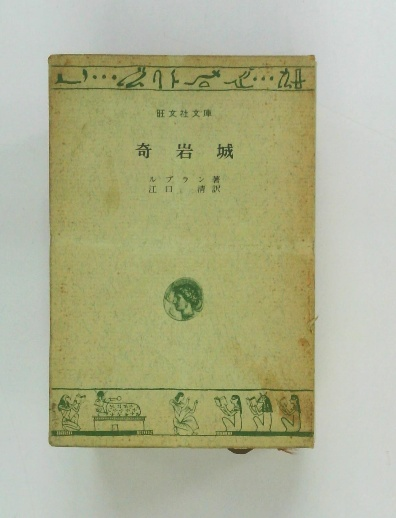 旺文社文庫
奇岩城
ルブラン著
江口 清訳